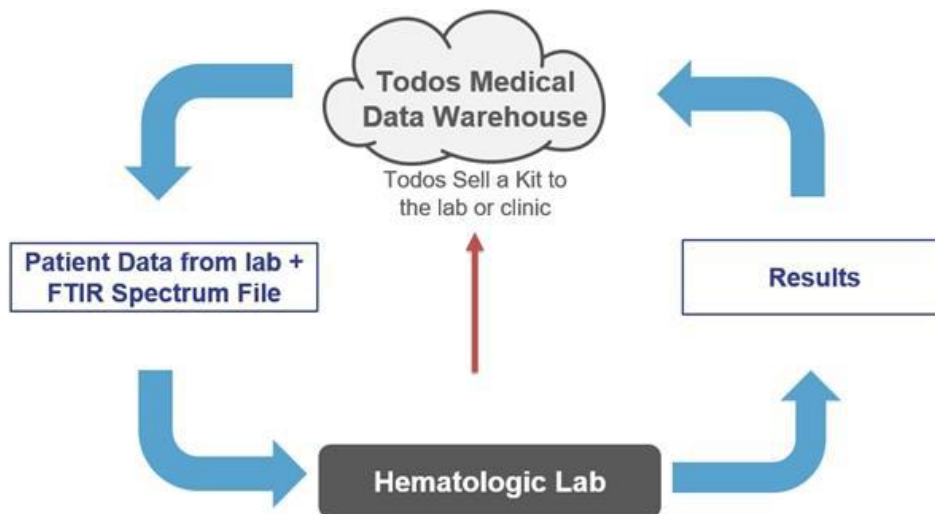 Todos Medical
Data Warehouse
Todos Sell a Kit to
the lab or clinic
Patient Data from lab +
FTIR Spectrum File
Results
Hematologic Lab